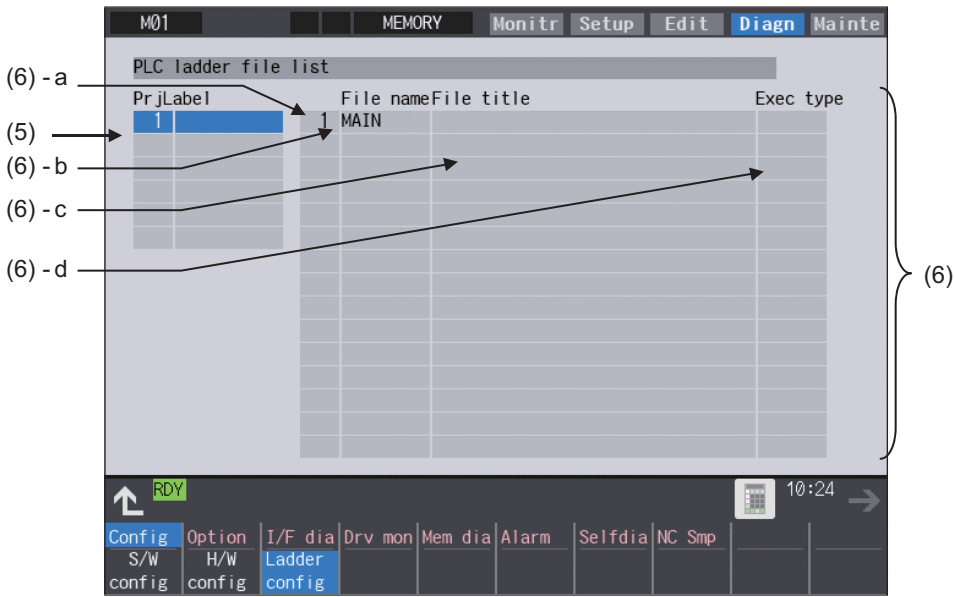 M01 MEMORY Monitr Setup Edit Diagn Mainte
PLC ladder file list
(6) - a
PrjLabel File nameFile title Exec type
1 1 MAIN
(5)
(6) - b
(6) - c
(6) - d
(6)
RDY 10:24
Config Option I/F dia Drv mon Mem dia Alarm Selfdia NC Smp
S/W H/W Ladder
config config config